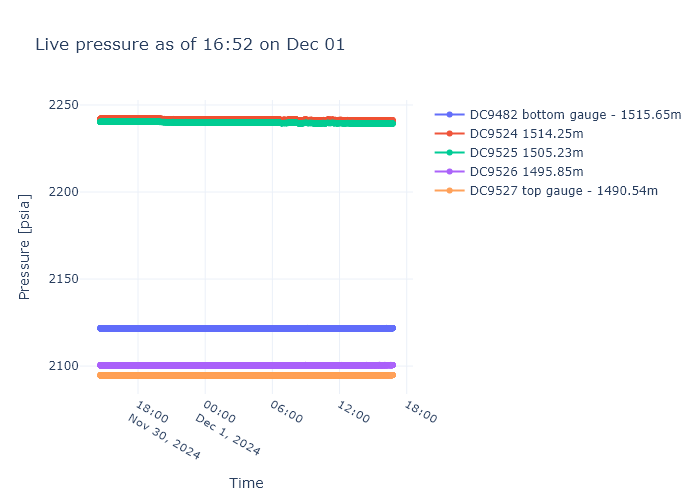 Live pressure as of 16:52 on Dec 01
2250
2200
2150
2100
Pressure [psia]
18:00
Nov 30, 2024
00:00
Dec 1, 2024
06:00
12:00
18:00
Time
DC9482 bottom gauge - 1515.65m
DC9524 1514.25m
DC9525 1505.23m
DC9526 1495.85m
DC9527 top gauge - 1490.54m